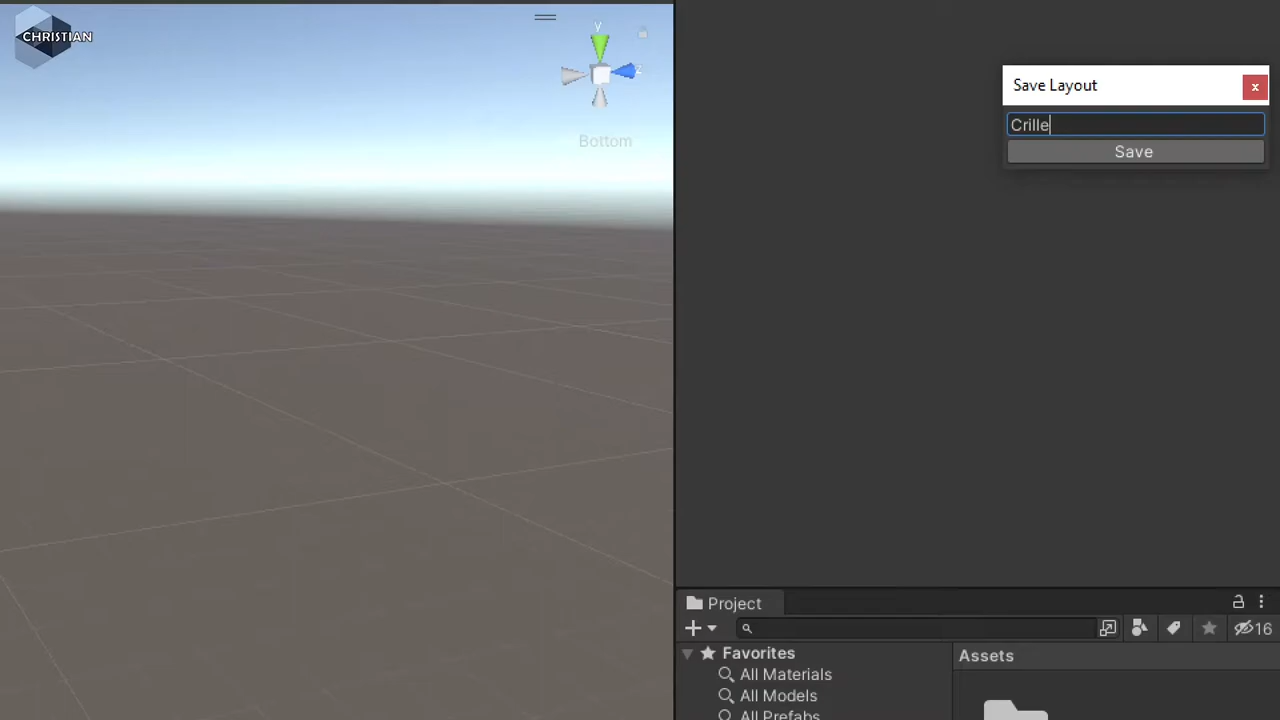 CHRISTIAN
y
z
Bottom
Save Layout
x
Crille
Save
Project
16
Favorites
All Materials
All Models
All Prefabs
Assets